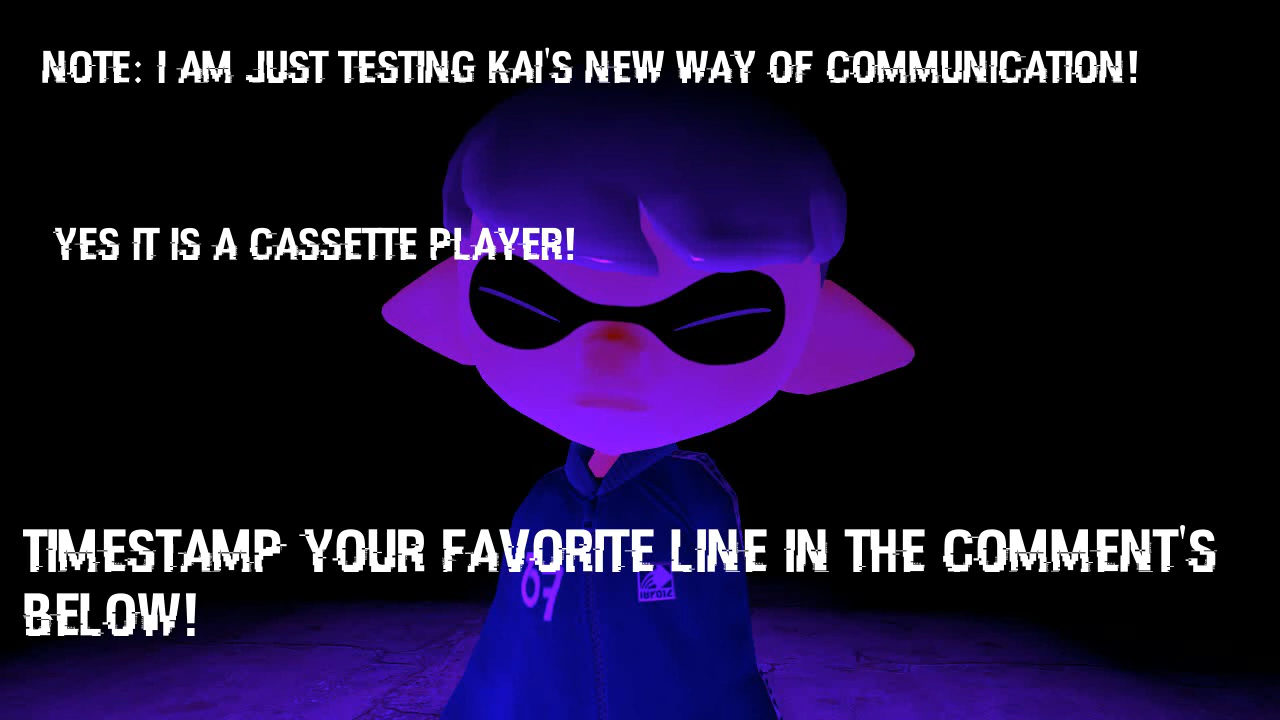 NOTE: I AM JUST TESTING KAI'S NEW WAY OF COMMUNICATION!
YES IT IS A CASSETTE PLAYER!
TIMESTAMP YOUR FAVORITE LINE IN THE COMMENT'S
BELOW!